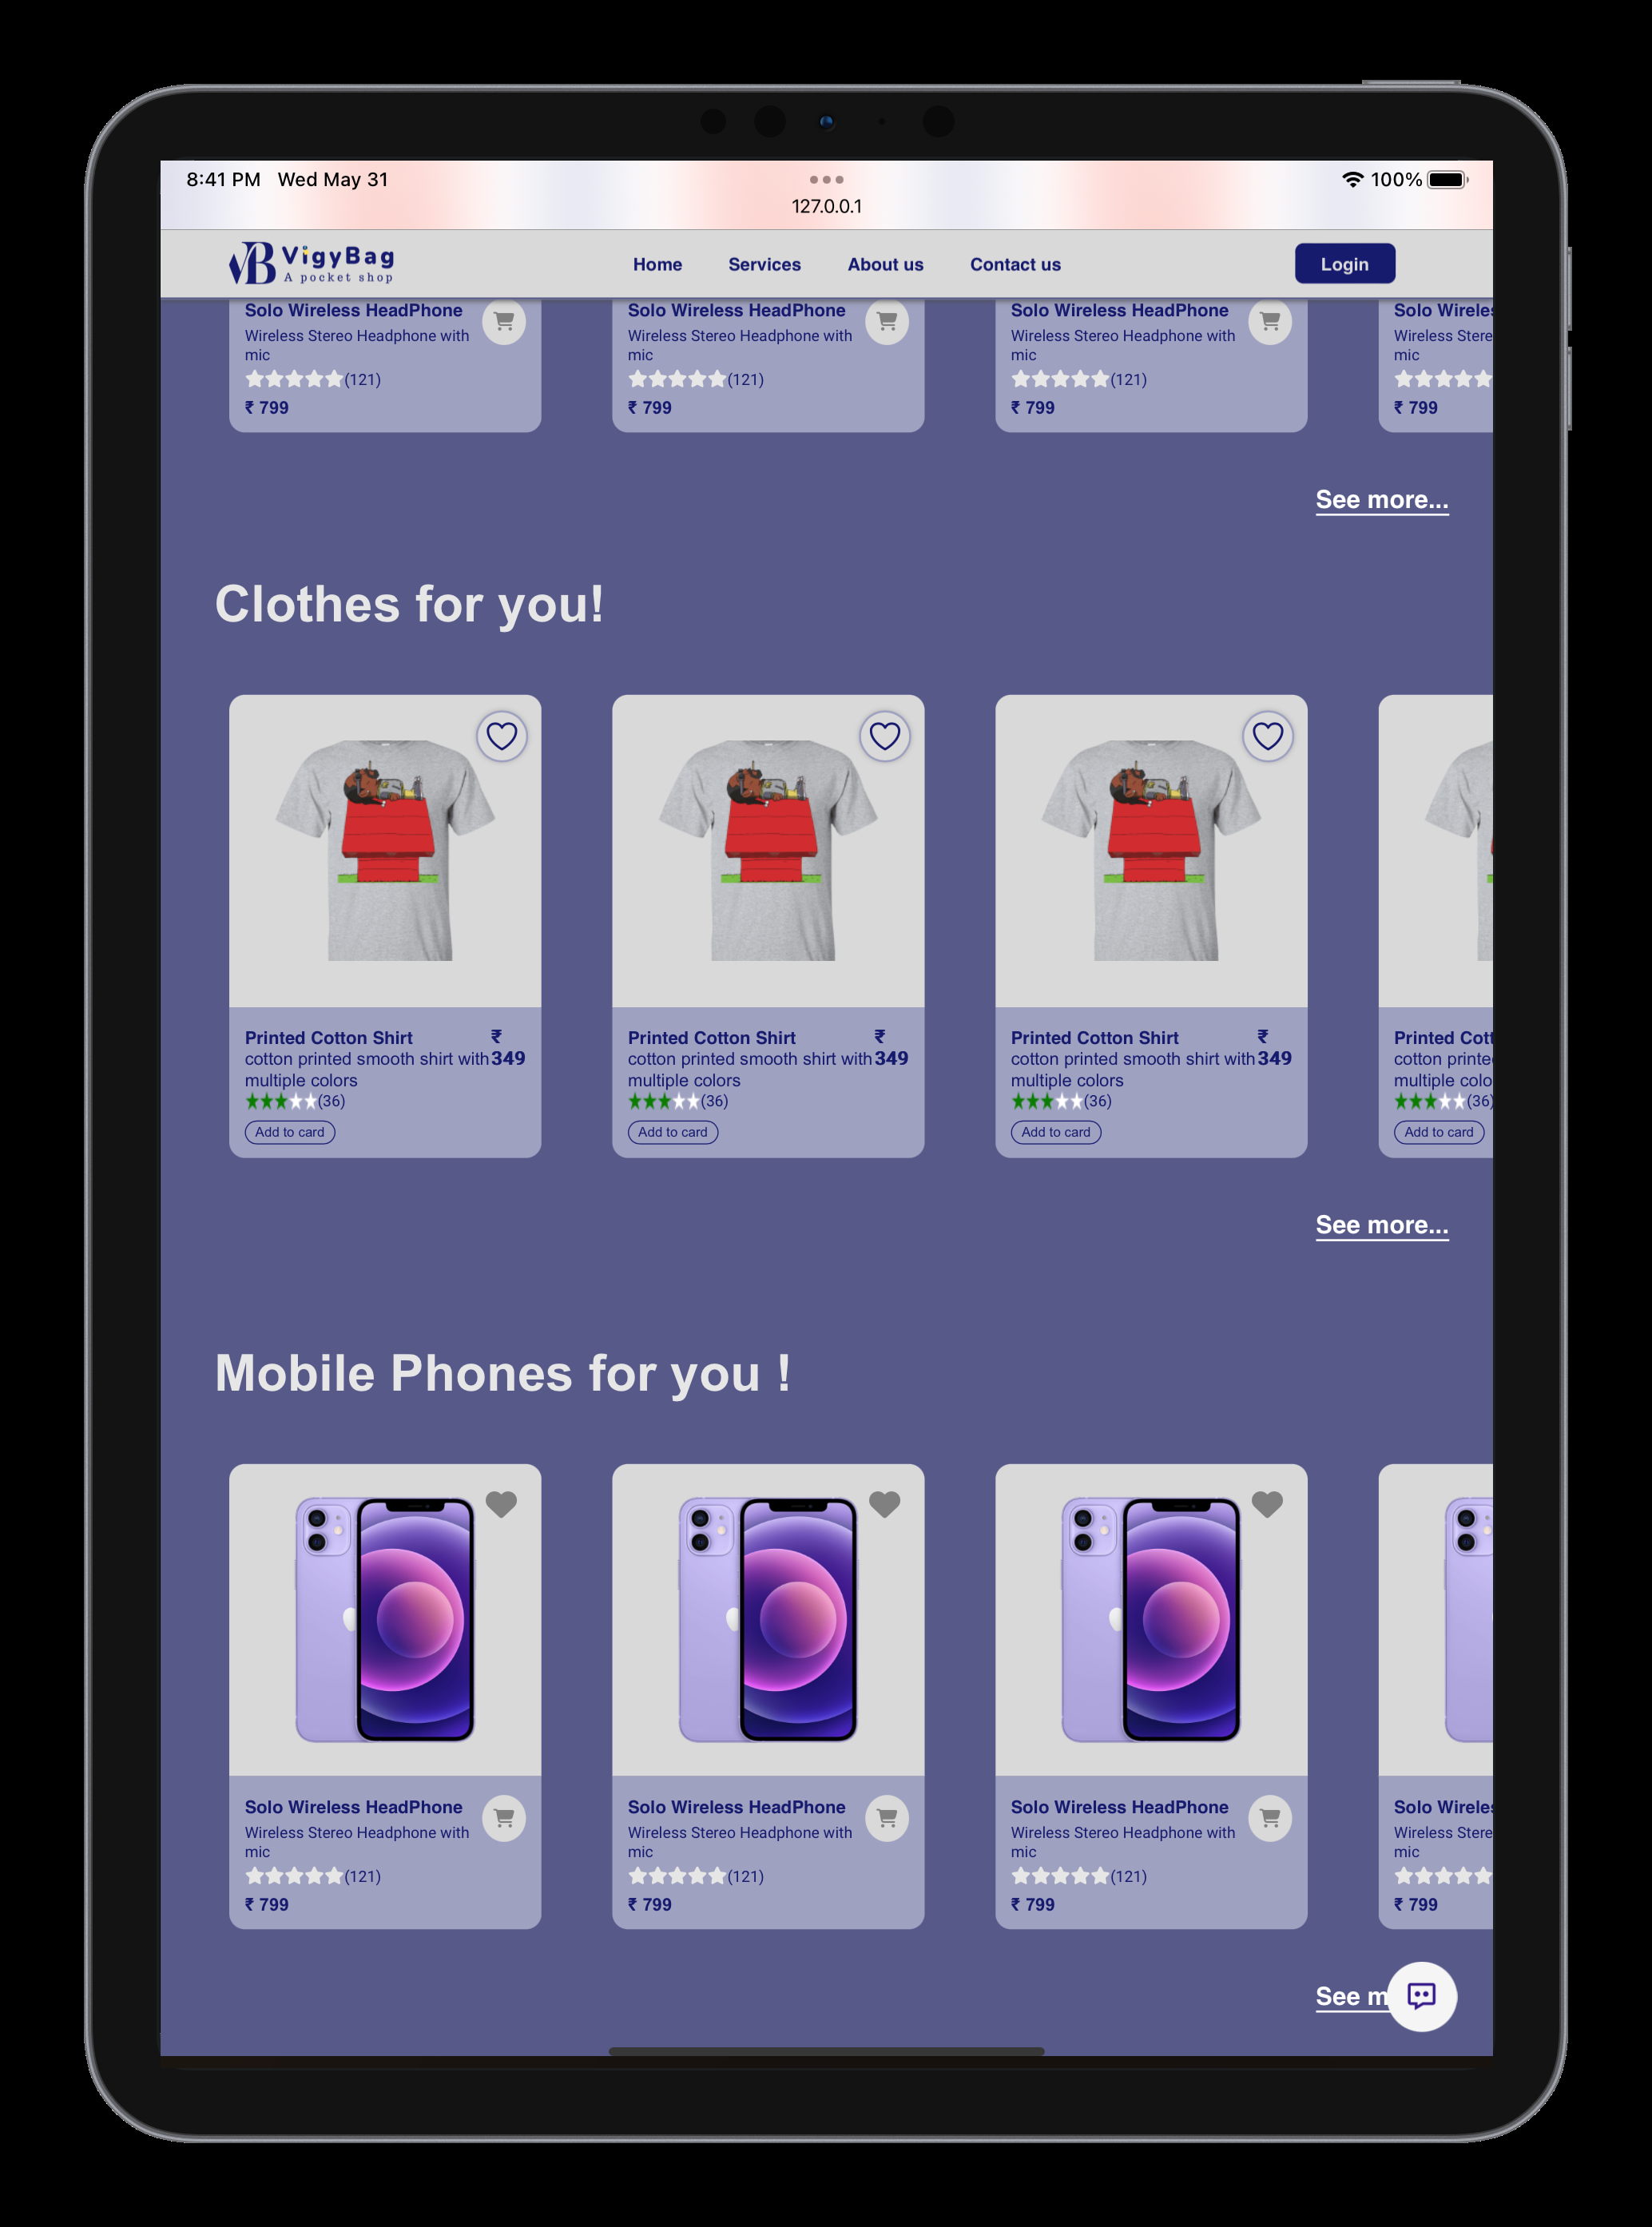 8:41 PM Wed May 31
100%
127.0.0.1
VB VigyBag
A pocket shop
Home Services About us Contact us Login
Solo Wireless HeadPhone Solo Wireless HeadPhone Solo Wireless HeadPhone Solo Wireles
Wireless Stereo Headphone with Wireless Stereo Headphone with Wireless Stereo Headphone with Wireless Stere
mic mic mic mic
(121) (121) (121)
₹ 799 ₹ 799 ₹ 799 ₹ 799
See more...
Clothes for you!
Printed Cotton Shirt ₹ Printed Cotton Shirt ₹ Printed Cotton Shirt ₹ Printed Cott
cotton printed smooth shirt with 349 cotton printed smooth shirt with 349 cotton printed smooth shirt with 349 cotton printe
multiple colors multiple colors multiple colors multiple colo
(36) (36) (36) (36)
Add to card Add to card Add to card Add to card
See more...
Mobile Phones for you !
Solo Wireless HeadPhone Solo Wireless HeadPhone Solo Wireless HeadPhone Solo Wireles
Wireless Stereo Headphone with Wireless Stereo Headphone with Wireless Stereo Headphone with Wireless Stere
mic mic mic mic
(121) (121) (121)
₹ 799 ₹ 799 ₹ 799 ₹ 799
See m